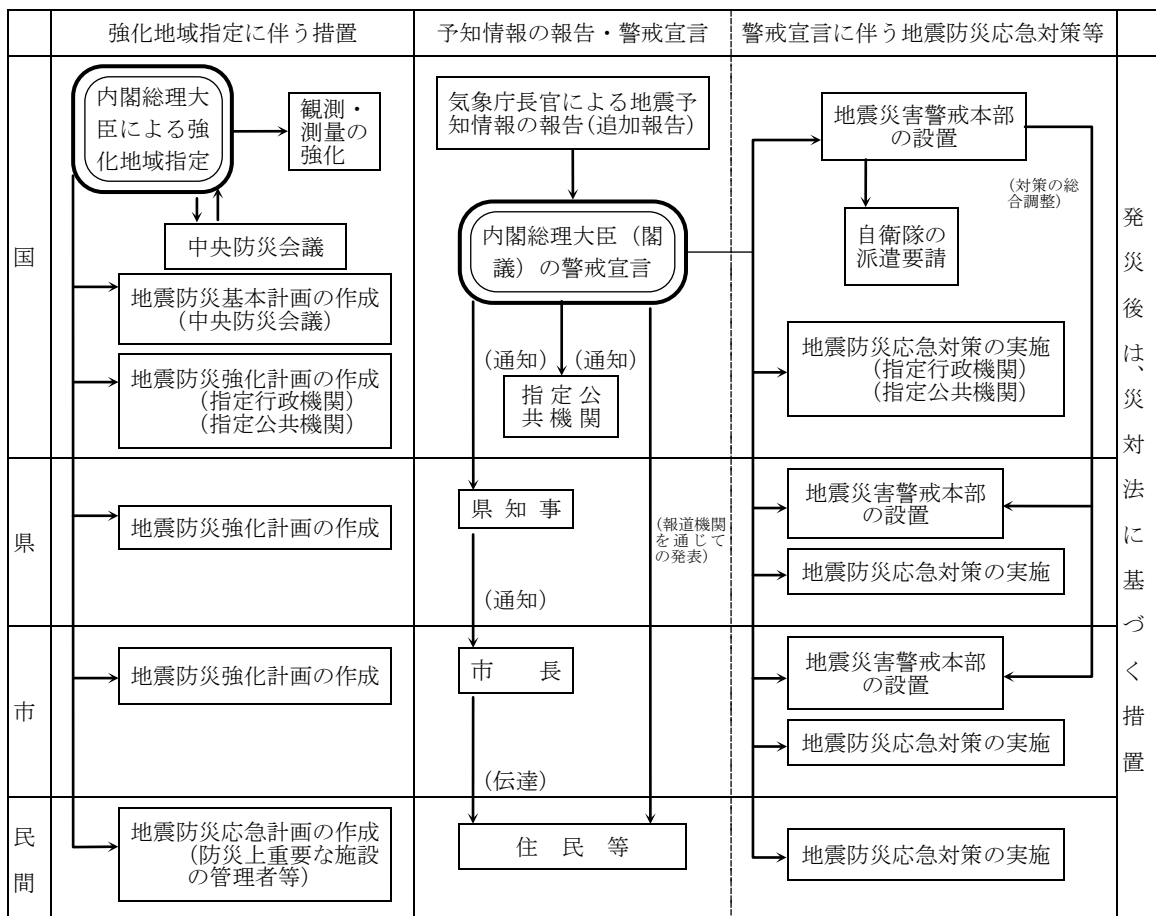 強化地域指定に伴う措置
予知情報の報告・警戒宣言
警戒宣言に伴う地震防災応急対策等
国
内閣総理大
臣による強
化地域指定
観測・
測量の
強化
中央防災会議
地震防災基本計画の作成
(中央防災会議)
地震防災強化計画の作成
(指定行政機関)
(指定公共機関)
気象庁長官による地震予
知情報の報告(追加報告)
内閣総理大臣(閣
議)の警戒宣言
(通知)
(通知)
指定公
共機関
地震災害警戒本部
の設置
(対策の総
合調整)
自衛隊の
派遣要請
地震防災応急対策の実施
(指定行政機関)
(指定公共機関)
県
地震防災強化計画の作成
県知事
(報道機関
を通じて
の発表)
(通知)
地震災害警戒本部
の設置
地震防災応急対策の実施
市
地震防災強化計画の作成
市長
(伝達)
地震災害警戒本部
の設置
地震防災応急対策の実施
民間
地震防災応急計画の作成
(防災上重要な施設
の管理者等)
住民等
地震防災応急対策の実施
発災後は、災対法に基づく措置